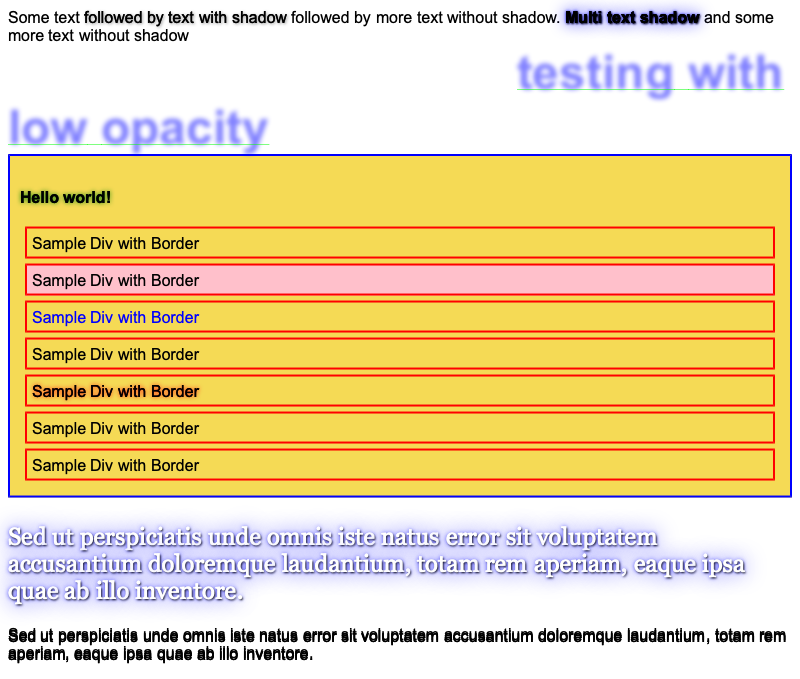 Some text followed by text with shadow followed by more text without shadow. Multi text shadow and some
more text without shadow
testing with
low opacity
Hello world!
Sample Div with Border
Sample Div with Border
Sample Div with Border
Sample Div with Border
Sample Div with Border
Sample Div with Border
Sample Div with Border
Sed ut perspiciatis unde omnis iste natus error sit voluptatem
accusantium doloremque laudantium, totam rem aperiam, eaque ipsa
quae ab illo inventore.
Sed ut perspiciatis unde omnis iste natus error sit voluptatem accusantium doloremque laudantium, totam rem
aperiam, eaque ipsa quae ab illo inventore.